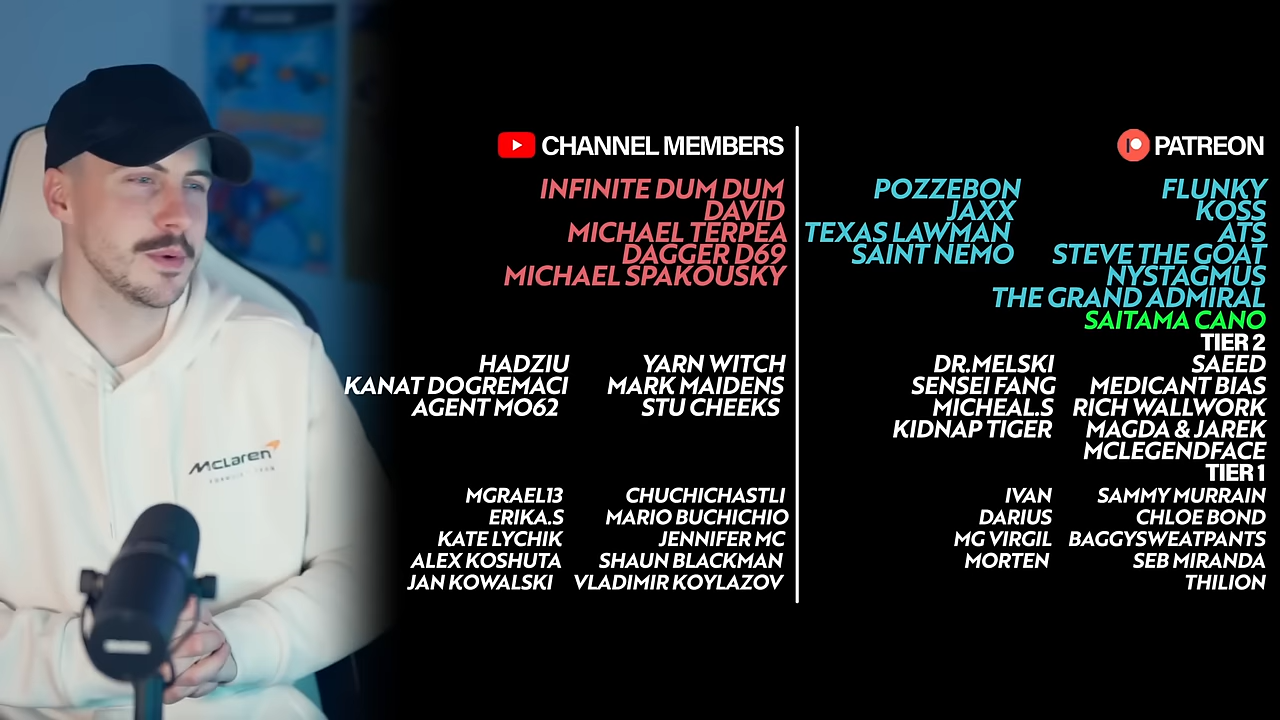 CHANNEL MEMBERS
INFINITE DUM DUM
DAVID
MICHAEL TERPEA
DAGGER D69
MICHAEL SPAKOUSKY
HADZIU YARN WITCH
KANAT DOGREMACI MARK MAIDENS
AGENT MO62 STU CHEEKS
MGRAEL13 CHUCHICHASTLI
ERIKA.S MARIO BUCHICHIO
KATE LYCHIK JENNIFER MC
ALEX KOSHUTA SHAUN BLACKMAN
JAN KOWALSKI VLADIMIR KOYLAZOV
PATREON
POZZEBON FLUNKY
JAXX KOSS
TEXAS LAWMAN ATS
SAINT NEMO STEVE THE GOAT
NYSTAGMUS
THE GRAND ADMIRAL
SAITAMA CANO
TIER 2
DR.MELSKI SAEED
SENSEI FANG MEDICANT BIAS
MICHEAL.S RICH WALLWORK
KIDNAP TIGER MAGDA & JAREK
MCLEGENDFACE
TIER 1
IVAN SAMMY MURRAIN
DARIUS CHLOE BOND
MG VIRGIL BAGGYSWEATPANTS
MORTEN SEB MIRANDA
THILION
McLaren